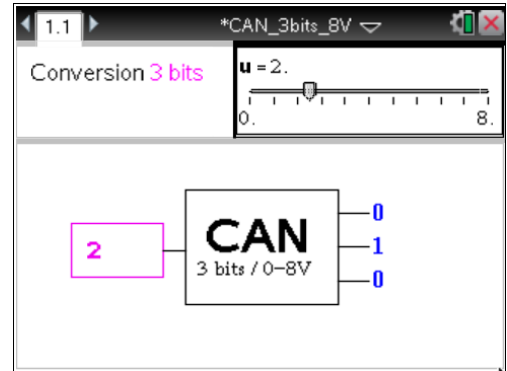 1.1
*CAN_3bits_8V
Conversion 3 bits
u = 2.
0.
8.
2
CAN
3 bits / 0-8V
0
1
0